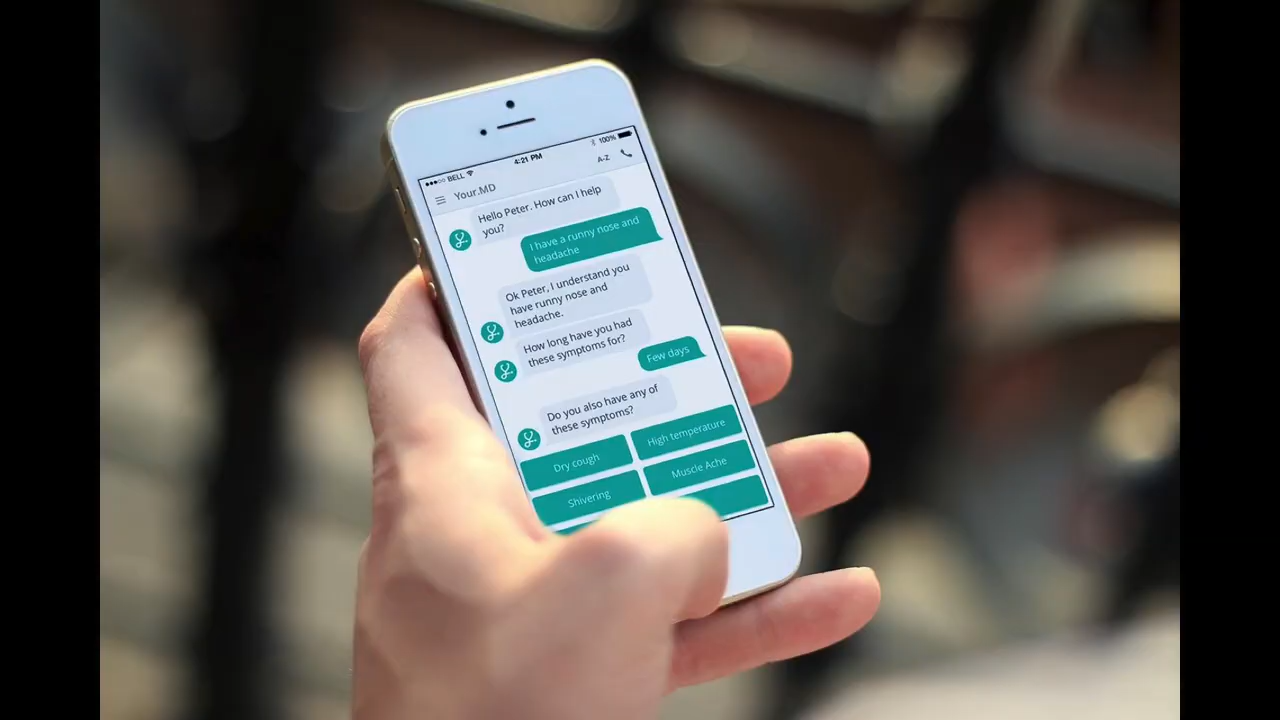 4:21 PM
100%
BELL
A-Z
Your.MD
Hello Peter. How can I help
you?
I have a runny nose and
headache
Ok Peter, I understand you
have runny nose and
headache.
How long have you had
these symptoms for?
Few days
Do you also have any of
these symptoms?
Dry cough
High temperature
Shivering
Muscle Ache